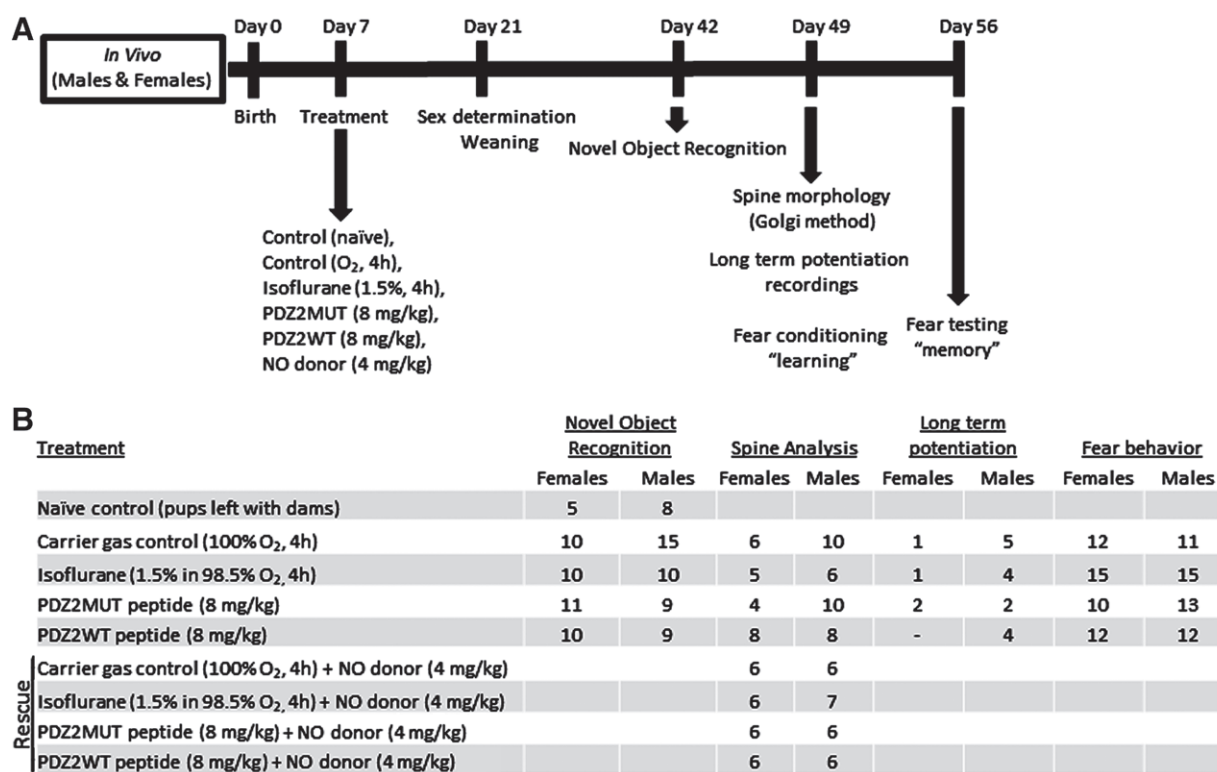 A
In Vivo
(Males & Females)
Day 0
Day 7
Day 21
Day 42
Day 49
Day 56
Birth
Treatment
Sex determination
Weaning
Novel Object Recognition
Control (naïve),
Control (O₂, 4h),
Isoflurane (1.5%, 4h),
PDZ2MUT (8 mg/kg),
PDZ2WT (8 mg/kg),
NO donor (4 mg/kg)
Spine morphology
(Golgi method)
Long term potentiation
recordings
Fear conditioning
“learning”
Fear testing
“memory”
B
Treatment
Novel Object
Recognition
Spine Analysis
Long term
potentiation
Fear behavior
Females Males Females Males Females Males Females Males
Naïve control (pups left with dams) 5 8
Carrier gas control (100% O₂, 4h) 10 15 6 10 1 5 12 11
Isoflurane (1.5% in 98.5% O₂, 4h) 10 10 5 6 1 4 15 15
PDZ2MUT peptide (8 mg/kg) 11 9 4 10 2 2 10 13
PDZ2WT peptide (8 mg/kg) 10 9 8 8 - 4 12 12
Rescue
Carrier gas control (100% O₂, 4h) + NO donor (4 mg/kg) 6 6
Isoflurane (1.5% in 98.5% O₂, 4h) + NO donor (4 mg/kg) 6 7
PDZ2MUT peptide (8 mg/kg) + NO donor (4 mg/kg) 6 6
PDZ2WT peptide (8 mg/kg) + NO donor (4 mg/kg) 6 6